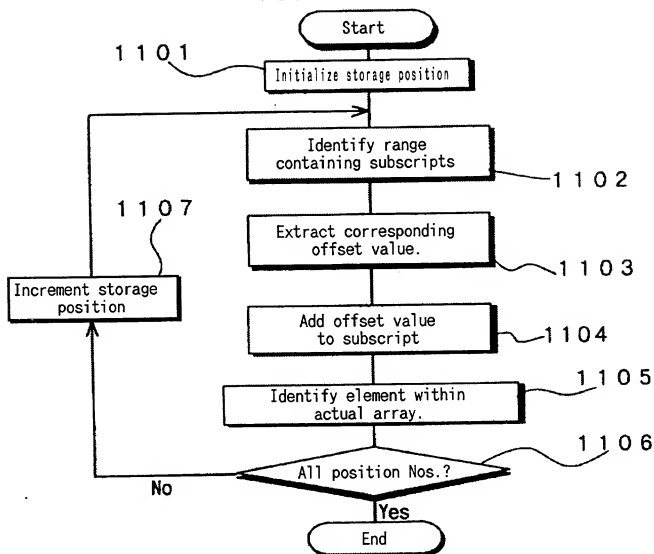 Start
1101
Initialize storage position
Identify range
containing subscripts
1102
1107
Extract corresponding
offset value.
1103
Increment storage
position
Add offset value
to subscript
1104
Identify element within
actual array.
1105
1106
All position Nos.?
No
Yes
End